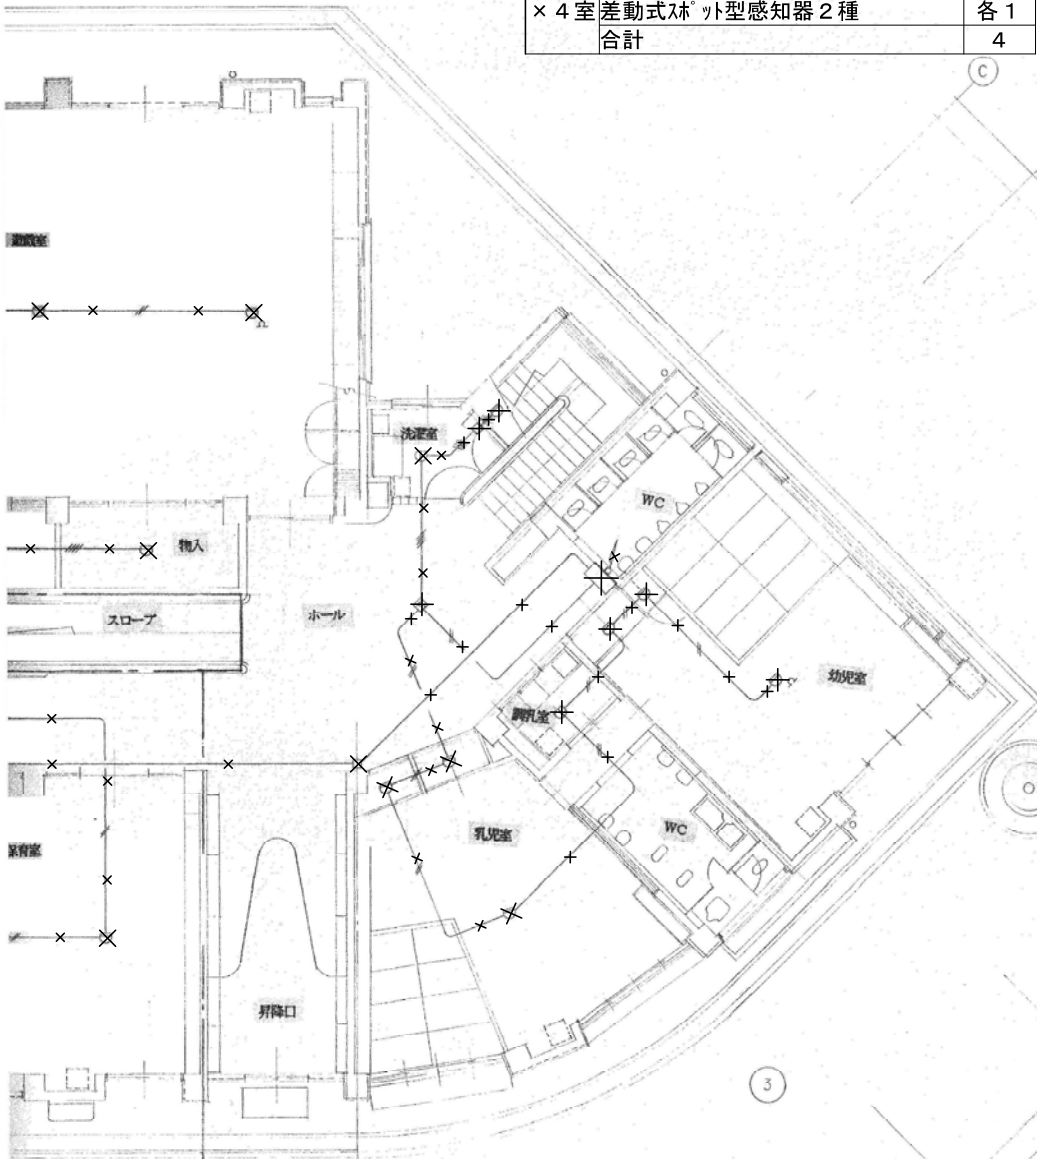 ×４室 差動式ｽﾎﾟｯﾄ型感知器２種 各１
合計 ４
C
遊戯室
洗濯室
WC
物入
スロープ
ホール
幼児室
調乳室
WC
乳児室
保育室
昇降口
3